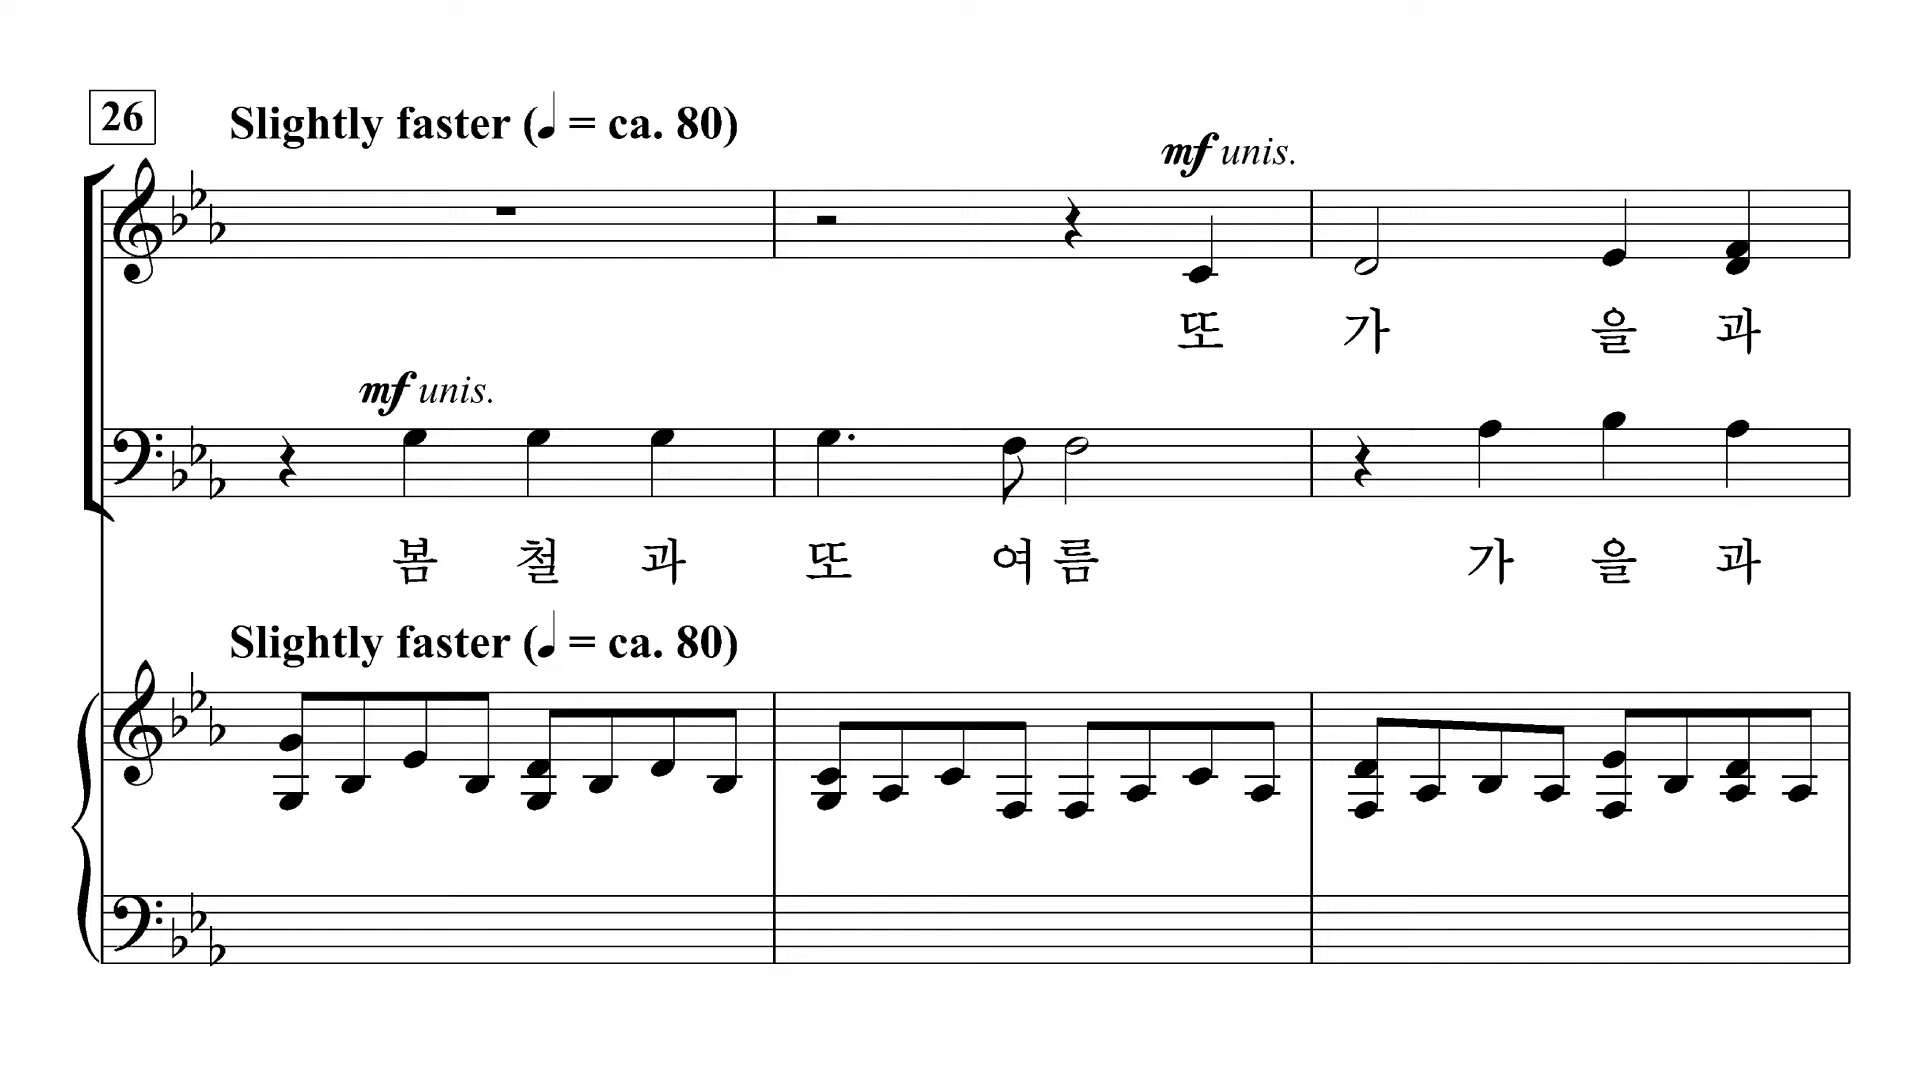 26 Slightly faster (♩ = ca. 80)
mf unis.
또 가 을 과
mf unis.
봄 철 과 또 여 름 가 을 과
Slightly faster (♩ = ca. 80)